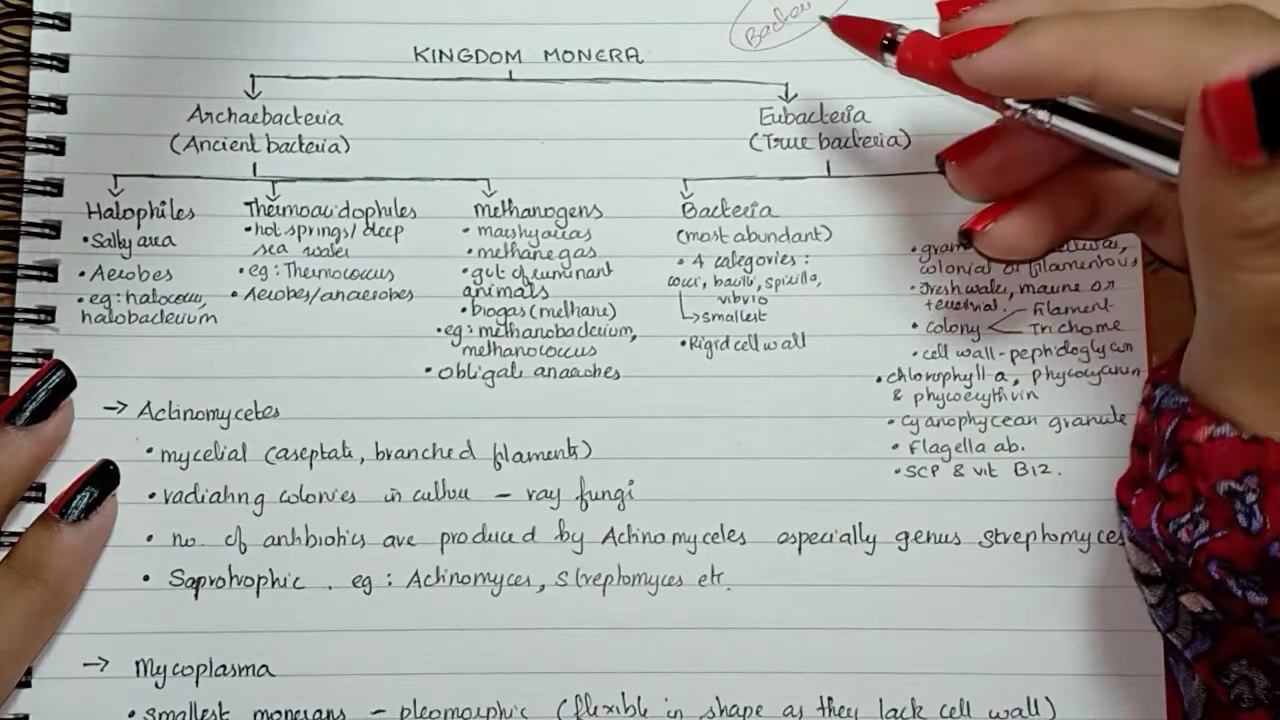 KINGDOM MONERA
Archaebacteria
(Ancient bacteria)
Eubacteria
(True bacteria)
Halophiles
• Salty area
• Aerobes
• eg: halococcus,
halobacterium
Thermoacidophiles
• hot springs/deep
sea water
• eg: Thermococcus
• Aerobes/anaerobes
Methanogens
• marshy areas
• methane gas
• gut of ruminant
animals
• biogas (methane)
• eg: methanobacterium,
methanococcus
• obligate anaerobes
Bacteria
(most abundant)
• 4 categories:
cocci, bacilli, spirilla,
vibrio
↳ smallest
• Rigid cell wall
• gram
colonial or filamentous
• Freshwater, marine or
terrestrial.
• colony < Filament
Trichome
• cell wall - peptidoglycan
• chlorophyll a, phycocyanin
& phycoerythrin
• cyanophycean granule
• Flagella ab.
• SCP & vit B12.
→ Actinomycetes
• mycelial (aseptate, branched filaments)
• radiating colonies in culture - ray fungi
• no. of antibiotics are produced by Actinomycetes especially genus Streptomyces
• Saprotrophic. eg: Actinomyces, Streptomyces etc.
→ Mycoplasma
• smallest monerans - pleomorphic (flexible in shape as they lack cell wall)